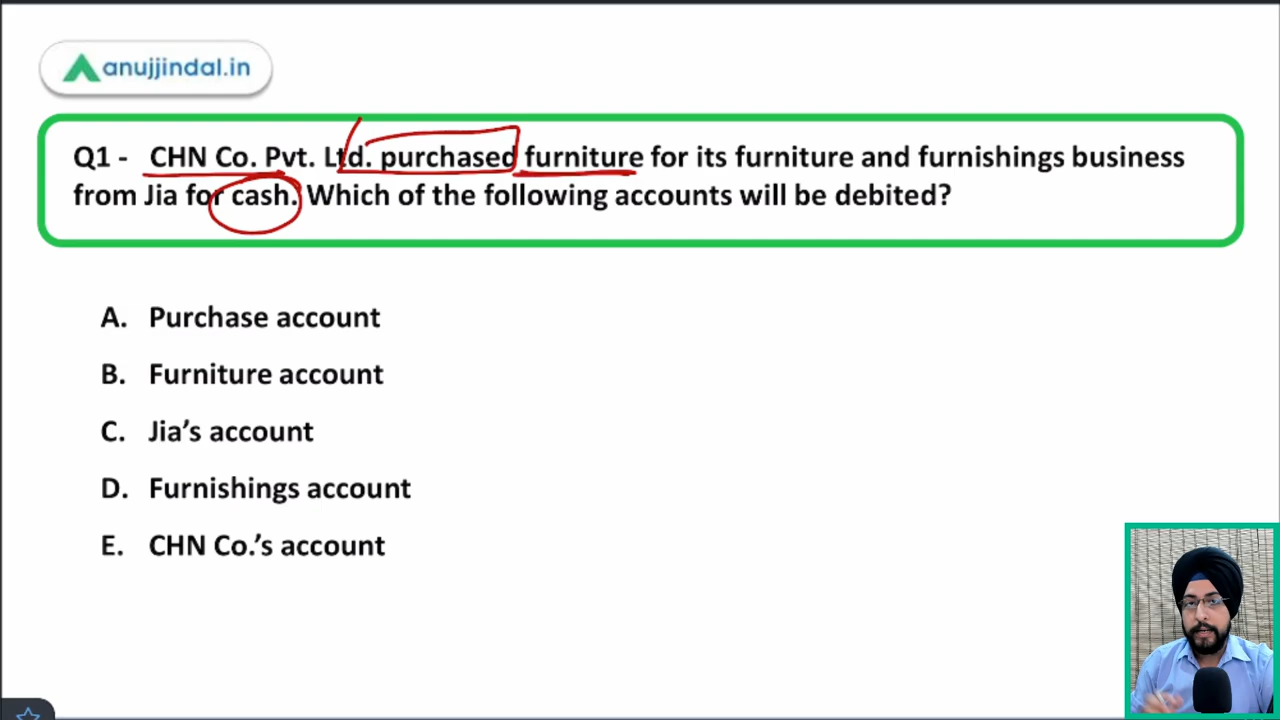 anujjindal.in
Q1 - CHN Co. Pvt. Ltd. purchased furniture for its furniture and furnishings business
from Jia for cash. Which of the following accounts will be debited?
A. Purchase account
B. Furniture account
C. Jia’s account
D. Furnishings account
E. CHN Co.’s account